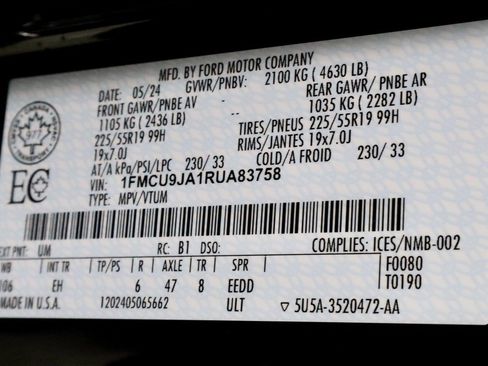 MFD. BY FORD MOTOR COMPANY
DATE: 05/24 GVWR/PNBV: 2100 KG ( 4630 LB)
FRONT GAWR/PNBE AV REAR GAWR/ PNBE AR
1105 KG ( 2436 LB) 1035 KG ( 2282 LB)
225/55R19 99H TIRES/PNEUS 225/55R19 99H
19x7.0J RIMS/JANTES 19x7.0J
AT/A kPa/PSI/LPC 230/ 33 COLD/A FROID 230/ 33
VIN: 1FMCU9JA1RUA83758
TYPE: MPV/VTUM
CANADA
977
TRANSPORT
EC
EXT PNT: UM RC: B1 DSO: COMPLIES: ICES/NMB-002
WB INT TR TP/PS R AXLE TR SPR F0080
106 EH 6 47 8 EEDD T0190
MADE IN U.S.A. 1202405065662 ULT ▽ 5U5A-3520472-AA